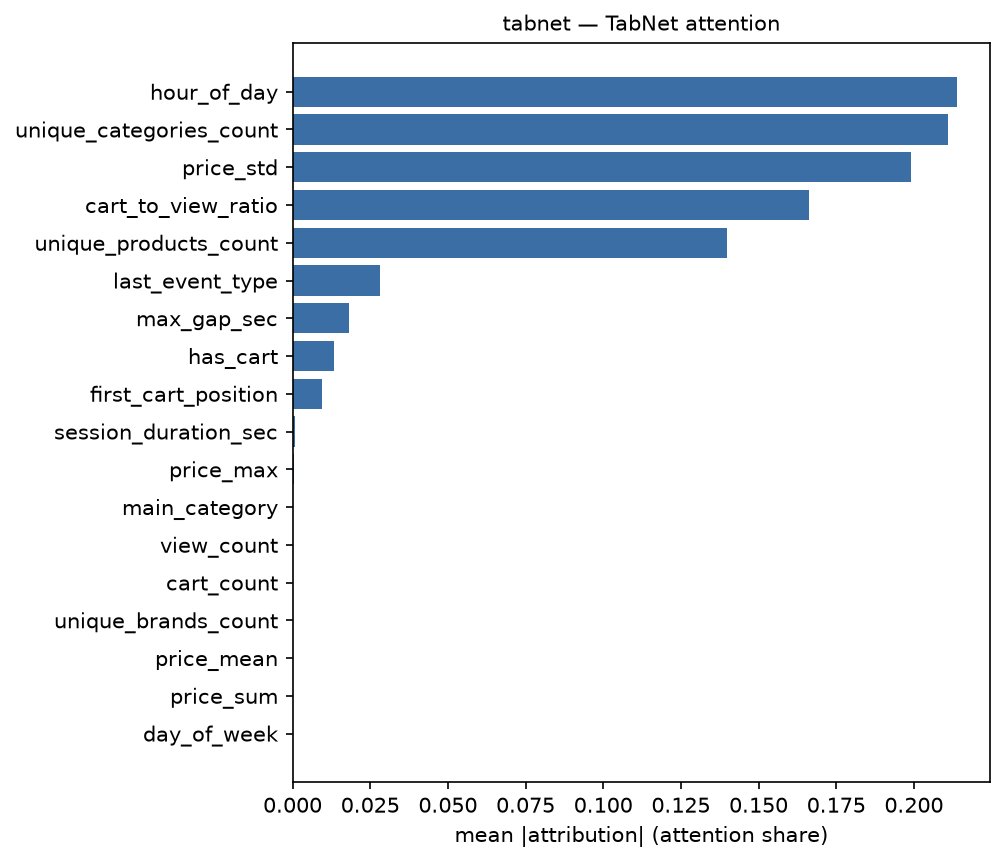 tabnet — TabNet attention
hour_of_day
unique_categories_count
price_std
cart_to_view_ratio
unique_products_count
last_event_type
max_gap_sec
has_cart
first_cart_position
session_duration_sec
price_max
main_category
view_count
cart_count
unique_brands_count
price_mean
price_sum
day_of_week
0.000 0.025 0.050 0.075 0.100 0.125 0.150 0.175 0.200
mean |attribution| (attention share)